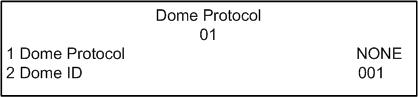 Dome Protocol
01
1 Dome Protocol NONE
2 Dome ID 001